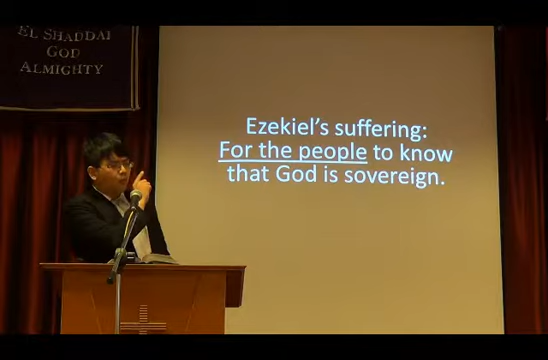 EL SHADDAI
GOD
ALMIGHTY
Ezekiel's suffering:
For the people to know
that God is sovereign.